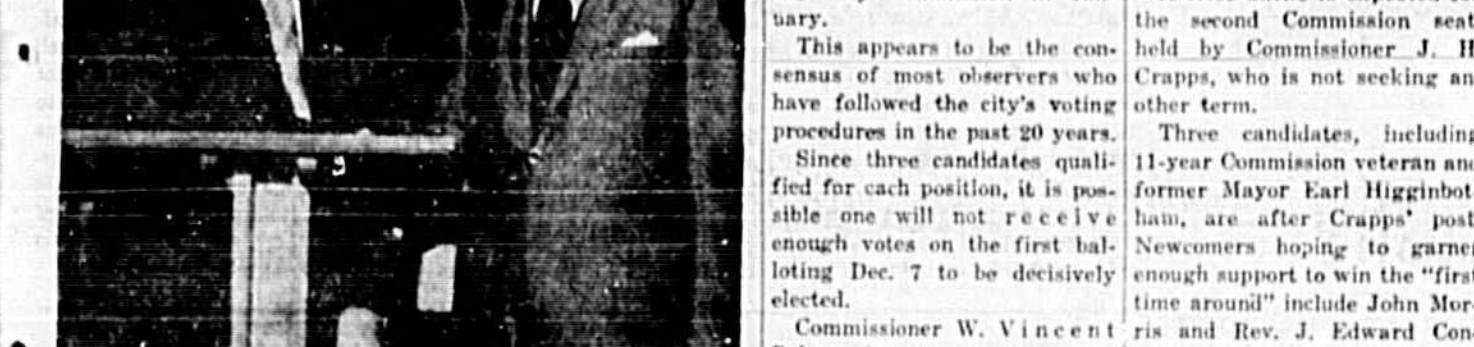 uary.
This appears to be the con-
sensus of most observers who
have followed the city's voting
procedures in the past 20 years.
Since three candidates quali-
fied for each position, it is pos-
sible one will not receive
enough votes on the first bal-
loting Dec. 7 to be decisively
elected.
Commissioner W. Vincent
the second Commission seat
held by Commissioner J. H
Crapps, who is not seeking an
other term.
Three candidates, including
11-year Commission veteran and
former Mayor Earl Higginbot
ham, are after Crapps' post
Newcomers hoping to garner
enough support to win the "first
time around" include John Mor-
ris and Rev. J. Edward Con-